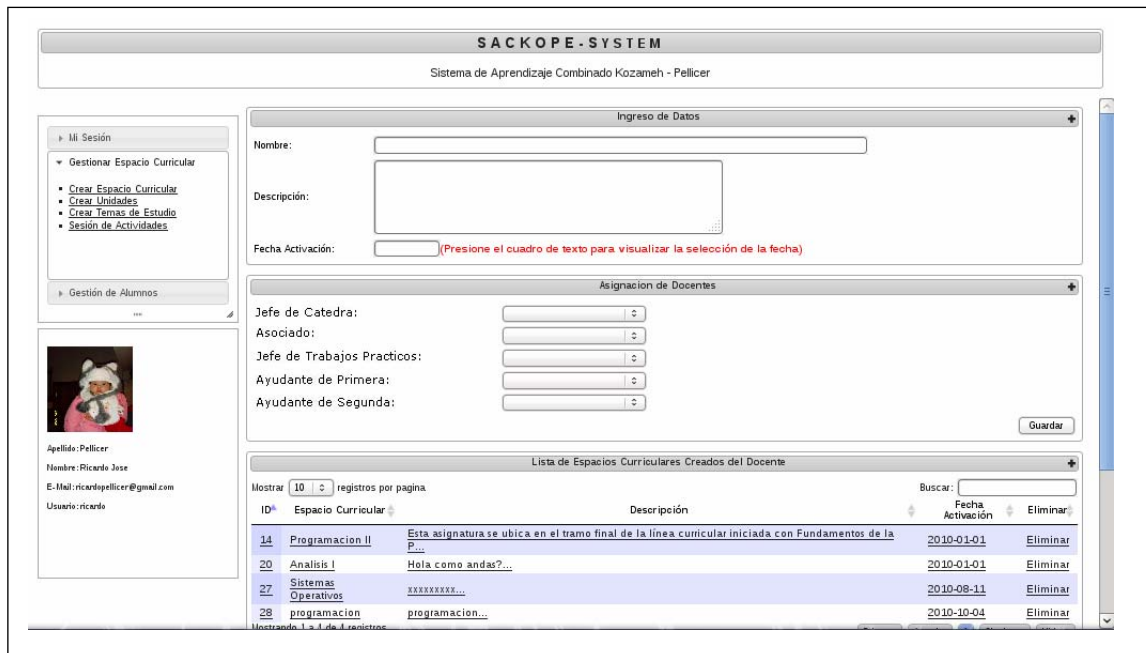 SACKOPE-SYSTEM
Sistema de Aprendizaje Combinado Kozameh - Pellicer
Mi Sesión
Gestionar Espacio Curricular
Crear Espacio Curricular
Crear Unidades
Crear Temas de Estudio
Sesión de Actividades
Gestión de Alumnos
Apellido:Pellicer
Nombre:Ricardo Jose
E-Mail:ricardopellicer@gmail.com
Usuario:ricardo
Ingreso de Datos
Nombre:
Descripción:
Fecha Activación: (Presione el cuadro de texto para visualizar la selección de la fecha)
Asignacion de Docentes
Jefe de Catedra:
Asociado:
Jefe de Trabajos Practicos:
Ayudante de Primera:
Ayudante de Segunda:
Guardar
Lista de Espacios Curriculares Creados del Docente
Mostrar 10 registros por pagina Buscar:
ID Espacio Curricular Descripción Fecha Activación Eliminar
14 Programacion II Esta asignatura se ubica en el tramo final de la línea curricular iniciada con Fundamentos de la P... 2010-01-01 Eliminar
20 Analisis I Hola como andas?... 2010-01-01 Eliminar
27 Sistemas Operativos xxxxxxxxx... 2010-08-11 Eliminar
28 programacion programacion... 2010-10-04 Eliminar
Mostrando 1 a 4 de 4 registros